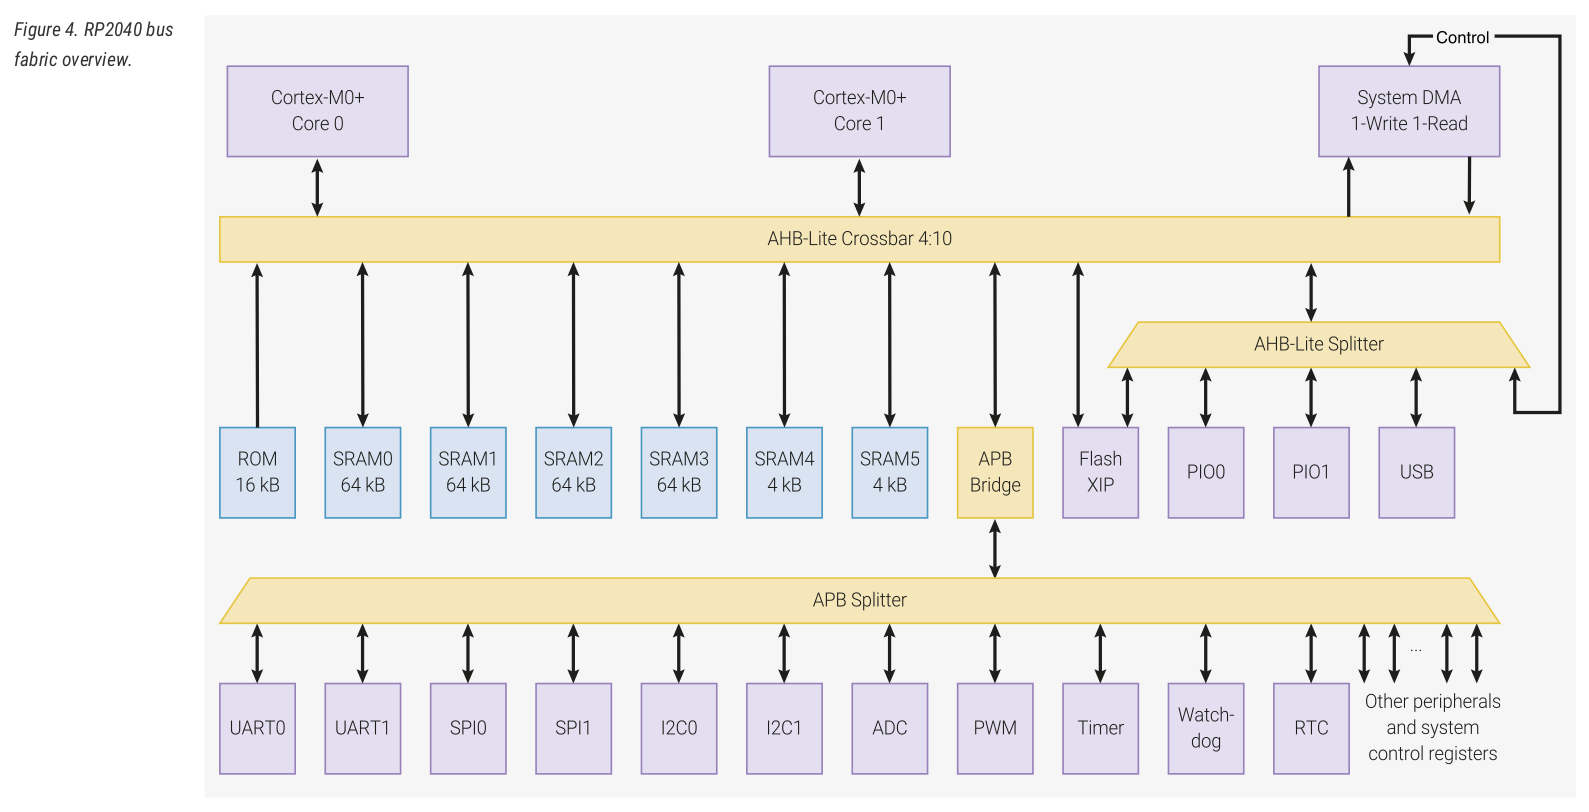 Figure 4. RP2040 bus
fabric overview.
Control
Cortex-M0+
Core 0
Cortex-M0+
Core 1
System DMA
1-Write 1-Read
AHB-Lite Crossbar 4:10
AHB-Lite Splitter
ROM
16 kB
SRAM0
64 kB
SRAM1
64 kB
SRAM2
64 kB
SRAM3
64 kB
SRAM4
4 kB
SRAM5
4 kB
APB
Bridge
Flash
XIP
PIO0
PIO1
USB
APB Splitter
UART0
UART1
SPI0
SPI1
I2C0
I2C1
ADC
PWM
Timer
Watch-
dog
RTC
...
Other peripherals
and system
control registers